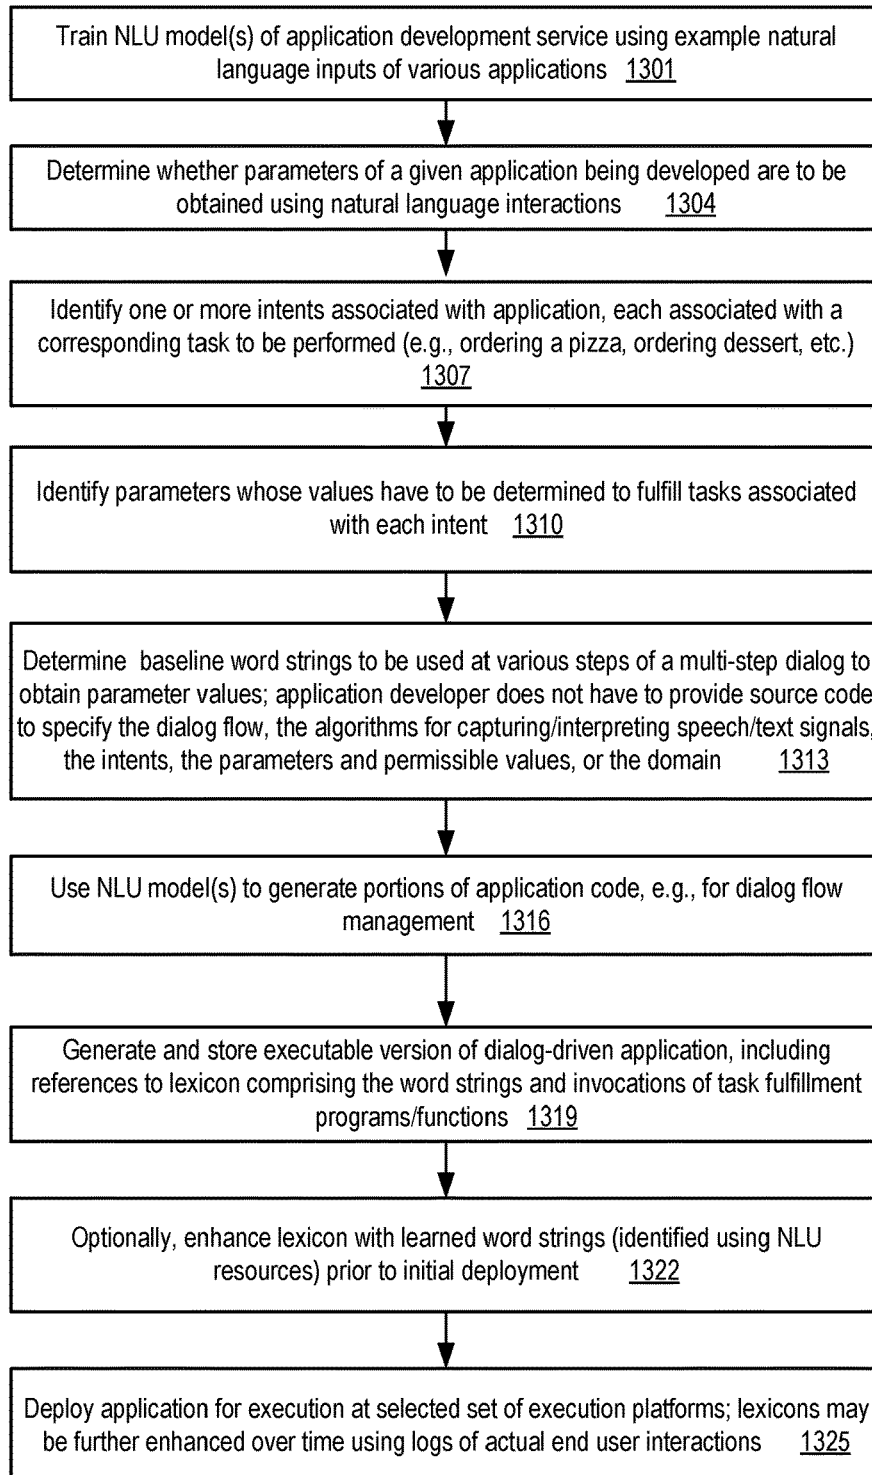 Train NLU model(s) of application development service using example natural
language inputs of various applications 1301
Determine whether parameters of a given application being developed are to be
obtained using natural language interactions 1304
Identify one or more intents associated with application, each associated with a
corresponding task to be performed (e.g., ordering a pizza, ordering dessert, etc.)
1307
Identify parameters whose values have to be determined to fulfill tasks associated
with each intent 1310
Determine baseline word strings to be used at various steps of a multi-step dialog to
obtain parameter values; application developer does not have to provide source code
to specify the dialog flow, the algorithms for capturing/interpreting speech/text signals,
the intents, the parameters and permissible values, or the domain 1313
Use NLU model(s) to generate portions of application code, e.g., for dialog flow
management 1316
Generate and store executable version of dialog-driven application, including
references to lexicon comprising the word strings and invocations of task fulfillment
programs/functions 1319
Optionally, enhance lexicon with learned word strings (identified using NLU
resources) prior to initial deployment 1322
Deploy application for execution at selected set of execution platforms; lexicons may
be further enhanced over time using logs of actual end user interactions 1325